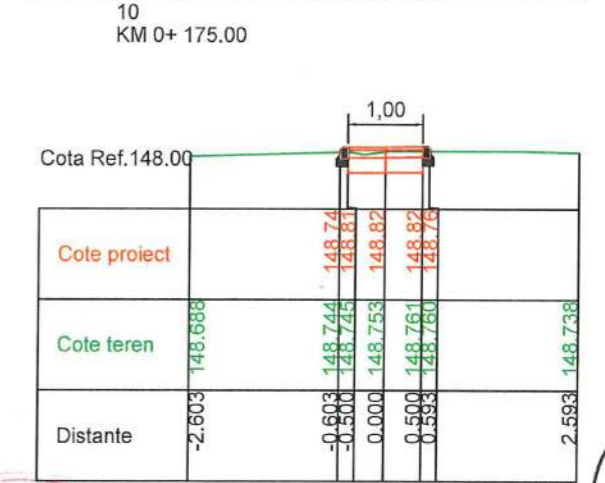 10
KM 0+ 175.00
1,00
Cota Ref.148.00
Cote proiect 148.74 148.81 148.82 148.82 148.76
Cote teren 148.688 148.744 148.745 148.753 148.761 148.760 148.738
Distante -2.603 -0.603 -0.500 0.000 0.500 0.593 2.593